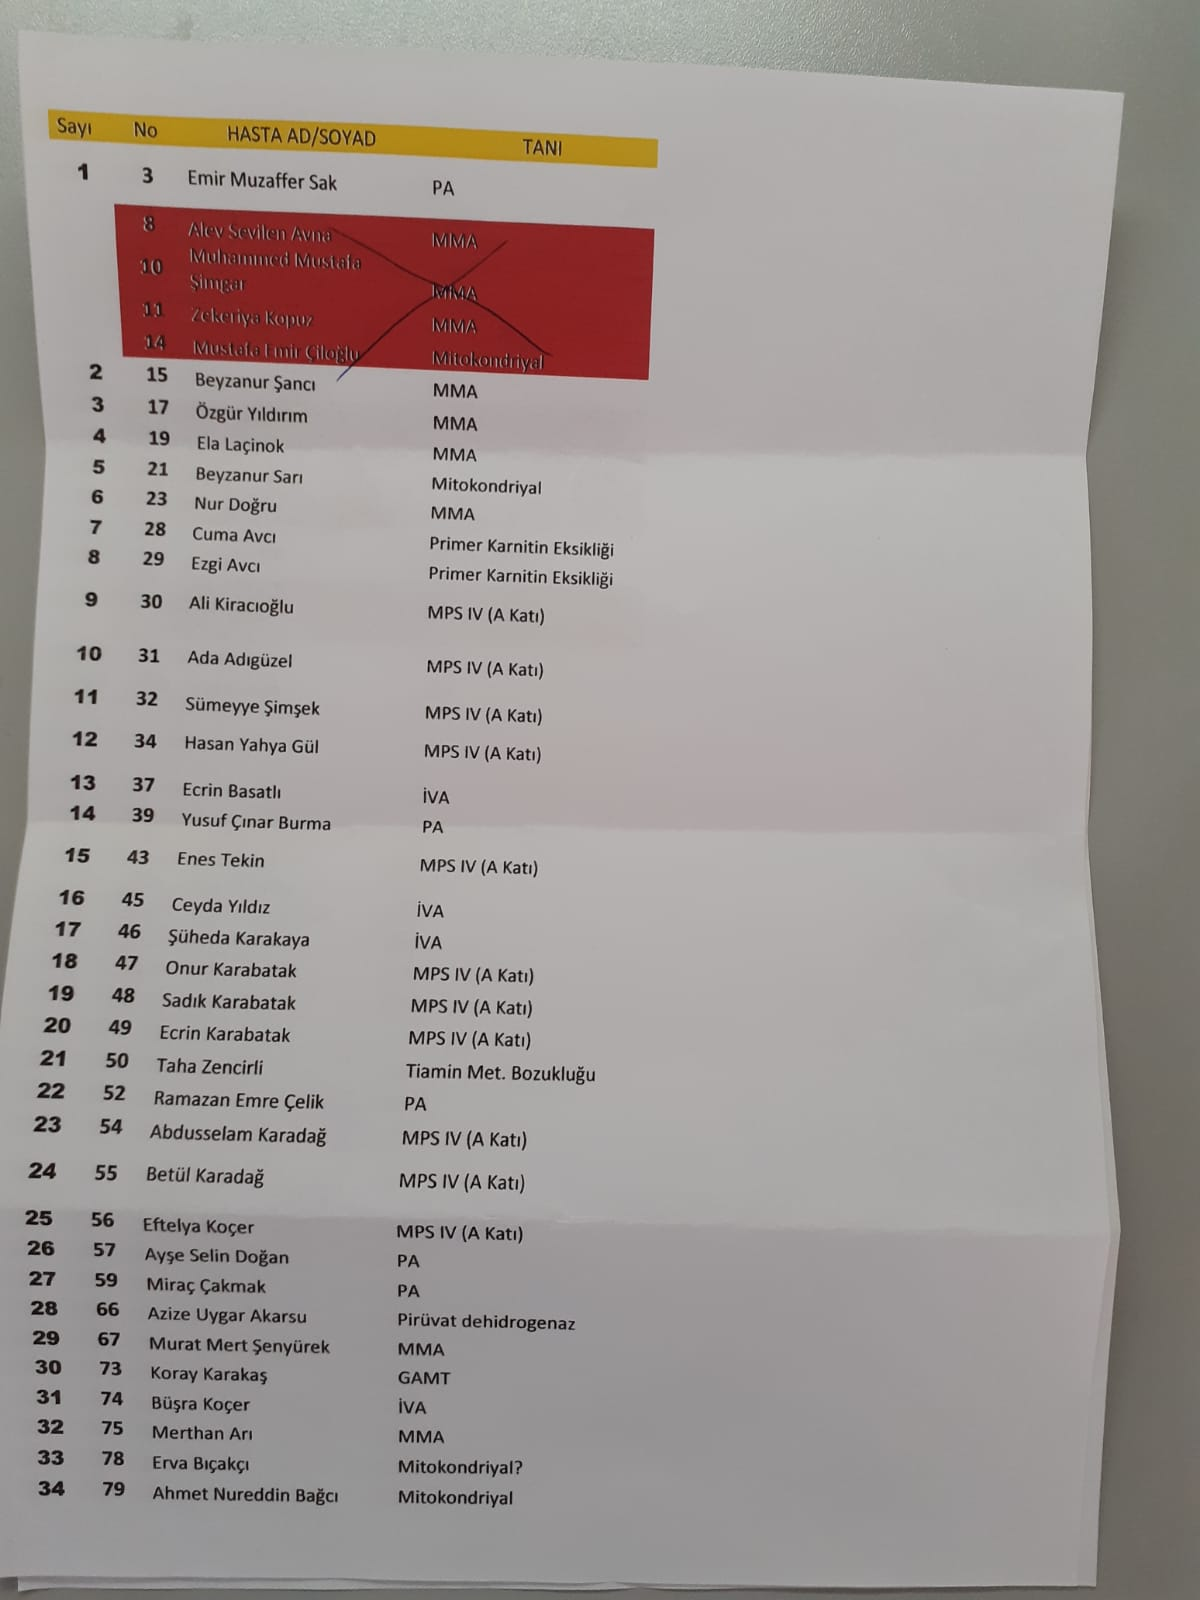 Sayı No HASTA AD/SOYAD TANI
1 3 Emir Muzaffer Sak PA
8 Alev Sevilen Ayna MMA
10 Muhammed Mustafa Şimger MMA
11 Zekeriya Kopuz MMA
14 Mustafa Emir Çiloğlu Mitokondriyal
2 15 Beyzanur Şancı MMA
3 17 Özgür Yıldırım MMA
4 19 Ela Laçinok MMA
5 21 Beyzanur Sarı Mitokondriyal
6 23 Nur Doğru MMA
7 28 Cuma Avcı Primer Karnitin Eksikliği
8 29 Ezgi Avcı Primer Karnitin Eksikliği
9 30 Ali Kiracıoğlu MPS IV (A Katı)
10 31 Ada Adıgüzel MPS IV (A Katı)
11 32 Sümeyye Şimşek MPS IV (A Katı)
12 34 Hasan Yahya Gül MPS IV (A Katı)
13 37 Ecrin Basatlı İVA
14 39 Yusuf Çınar Burma PA
15 43 Enes Tekin MPS IV (A Katı)
16 45 Ceyda Yıldız İVA
17 46 Şüheda Karakaya İVA
18 47 Onur Karabatak MPS IV (A Katı)
19 48 Sadık Karabatak MPS IV (A Katı)
20 49 Ecrin Karabatak MPS IV (A Katı)
21 50 Taha Zencirli Tiamin Met. Bozukluğu
22 52 Ramazan Emre Çelik PA
23 54 Abdusselam Karadağ MPS IV (A Katı)
24 55 Betül Karadağ MPS IV (A Katı)
25 56 Eftelya Koçer MPS IV (A Katı)
26 57 Ayşe Selin Doğan PA
27 59 Miraç Çakmak PA
28 66 Azize Uygar Akarsu Pirüvat dehidrogenaz
29 67 Murat Mert Şenyürek MMA
30 73 Koray Karakaş GAMT
31 74 Büşra Koçer İVA
32 75 Merthan Arı MMA
33 78 Erva Bıçakçı Mitokondriyal?
34 79 Ahmet Nureddin Bağcı Mitokondriyal